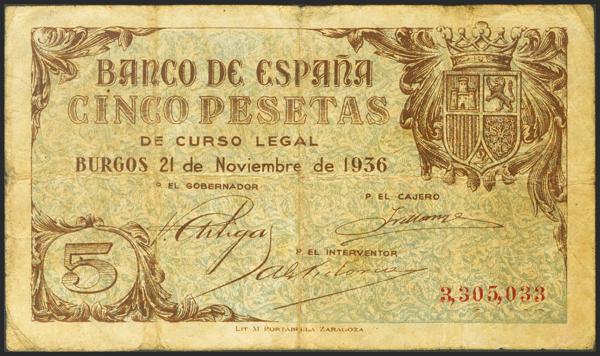 BANCO DE ESPAÑA
CINCO PESETAS
DE CURSO LEGAL
BURGOS 21 de Noviembre de 1936
P. EL GOBERNADOR
P. EL CAJERO
P. EL INTERVENTOR
5
3,305,033
LIT M PORTABELLA ZARAGOZA